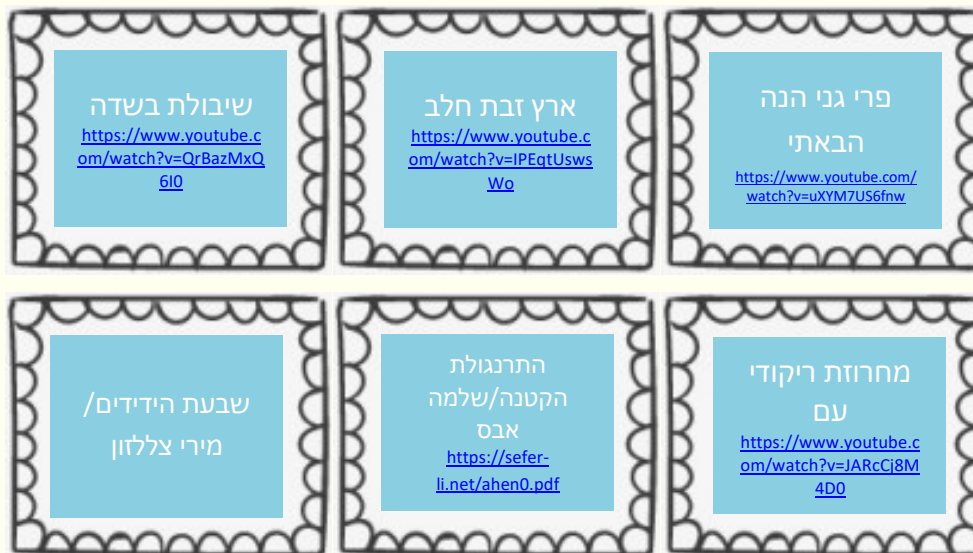 פרי גני הנה
הבאתי
https://www.youtube.com/
watch?v=uXYM7US6fnw
ארץ זבת חלב
https://www.youtube.c
om/watch?v=IPEqtUsws
Wo
שיבולת בשדה
https://www.youtube.c
om/watch?v=QrBazMxQ
6I0
מחרוזת ריקודי
עם
https://www.youtube.c
om/watch?v=JARcCj8M
4D0
התרנגולת
הקטנה/שלמה
אבס
https://sefer-
li.net/ahen0.pdf
שבעת הידידים/
מירי צללזון